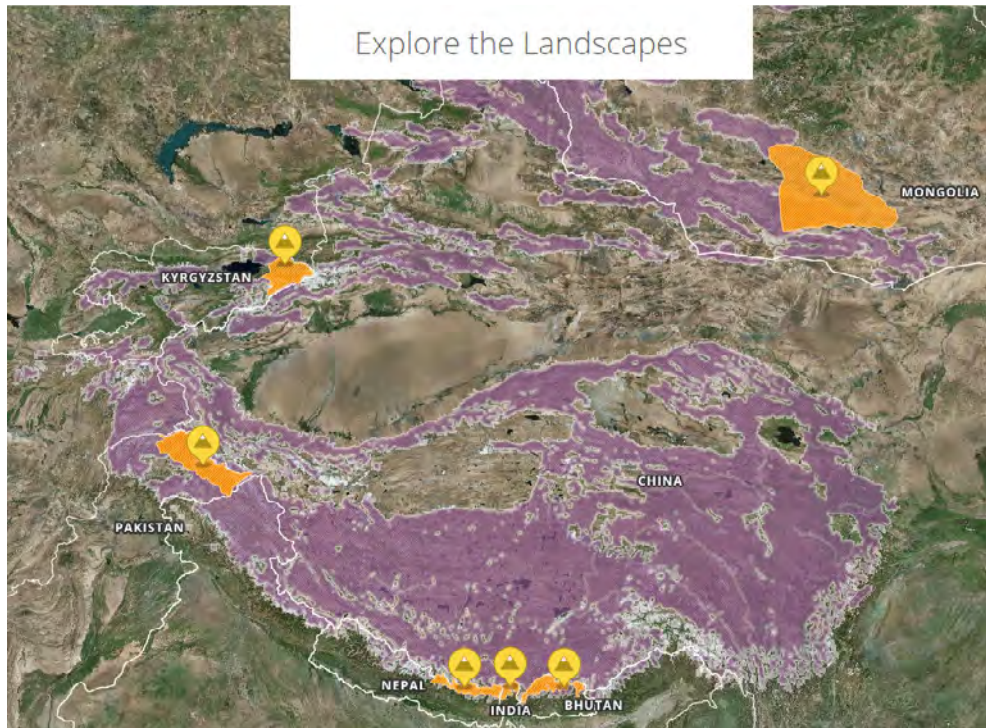 Explore the Landscapes
MONGOLIA
KYRGYZSTAN
CHINA
PAKISTAN
NEPAL
INDIA
BHUTAN